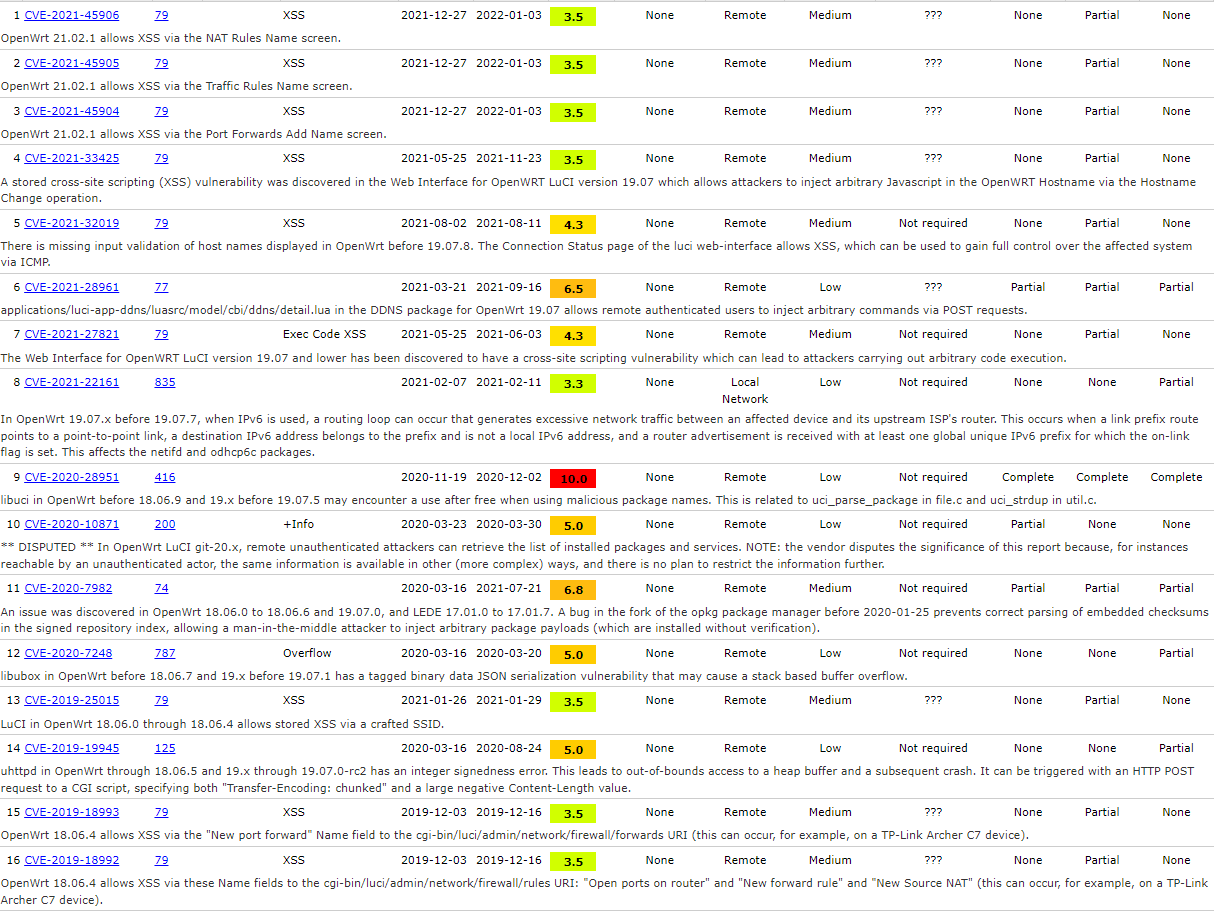 1 CVE-2021-45906 79 XSS 2021-12-27 2022-01-03 3.5 None Remote Medium ??? None Partial None
OpenWrt 21.02.1 allows XSS via the NAT Rules Name screen.
2 CVE-2021-45905 79 XSS 2021-12-27 2022-01-03 3.5 None Remote Medium ??? None Partial None
OpenWrt 21.02.1 allows XSS via the Traffic Rules Name screen.
3 CVE-2021-45904 79 XSS 2021-12-27 2022-01-03 3.5 None Remote Medium ??? None Partial None
OpenWrt 21.02.1 allows XSS via the Port Forwards Add Name screen.
4 CVE-2021-33425 79 XSS 2021-05-25 2021-11-23 3.5 None Remote Medium ??? None Partial None
A stored cross-site scripting (XSS) vulnerability was discovered in the Web Interface for OpenWRT LuCI version 19.07 which allows attackers to inject arbitrary Javascript in the OpenWRT Hostname via the Hostname
Change operation.
5 CVE-2021-32019 79 XSS 2021-08-02 2021-08-11 4.3 None Remote Medium Not required None Partial None
There is missing input validation of host names displayed in OpenWrt before 19.07.8. The Connection Status page of the luci web-interface allows XSS, which can be used to gain full control over the affected system
via ICMP.
6 CVE-2021-28961 77 2021-03-21 2021-09-16 6.5 None Remote Low ??? Partial Partial Partial
applications/luci-app-ddns/luasrc/model/cbi/ddns/detail.lua in the DDNS package for OpenWrt 19.07 allows remote authenticated users to inject arbitrary commands via POST requests.
7 CVE-2021-27821 79 Exec Code XSS 2021-05-25 2021-06-03 4.3 None Remote Medium Not required None Partial None
The Web Interface for OpenWRT LuCI version 19.07 and lower has been discovered to have a cross-site scripting vulnerability which can lead to attackers carrying out arbitrary code execution.
8 CVE-2021-22161 835 2021-02-07 2021-02-11 3.3 None Local Low Not required None None Partial
Network
In OpenWrt 19.07.x before 19.07.7, when IPv6 is used, a routing loop can occur that generates excessive network traffic between an affected device and its upstream ISP's router. This occurs when a link prefix route
points to a point-to-point link, a destination IPv6 address belongs to the prefix and is not a local IPv6 address, and a router advertisement is received with at least one global unique IPv6 prefix for which the on-link
flag is set. This affects the netifd and odhcp6c packages.
9 CVE-2020-28951 416 2020-11-19 2020-12-02 10.0 None Remote Low Not required Complete Complete Complete
libuci in OpenWrt before 18.06.9 and 19.x before 19.07.5 may encounter a use after free when using malicious package names. This is related to uci_parse_package in file.c and uci_strdup in util.c.
10 CVE-2020-10871 200 +Info 2020-03-23 2020-03-30 5.0 None Remote Low Not required Partial None None
** DISPUTED ** In OpenWrt LuCI git-20.x, remote unauthenticated attackers can retrieve the list of installed packages and services. NOTE: the vendor disputes the significance of this report because, for instances
reachable by an unauthenticated actor, the same information is available in other (more complex) ways, and there is no plan to restrict the information further.
11 CVE-2020-7982 74 2020-03-16 2021-07-21 6.8 None Remote Medium Not required Partial Partial Partial
An issue was discovered in OpenWrt 18.06.0 to 18.06.6 and 19.07.0, and LEDE 17.01.0 to 17.01.7. A bug in the fork of the opkg package manager before 2020-01-25 prevents correct parsing of embedded checksums
in the signed repository index, allowing a man-in-the-middle attacker to inject arbitrary package payloads (which are installed without verification).
12 CVE-2020-7248 787 Overflow 2020-03-16 2020-03-20 5.0 None Remote Low Not required None None Partial
libubox in OpenWrt before 18.06.7 and 19.x before 19.07.1 has a tagged binary data JSON serialization vulnerability that may cause a stack based buffer overflow.
13 CVE-2019-25015 79 XSS 2021-01-26 2021-01-29 3.5 None Remote Medium ??? None Partial None
LuCI in OpenWrt 18.06.0 through 18.06.4 allows stored XSS via a crafted SSID.
14 CVE-2019-19945 125 2020-03-16 2020-08-24 5.0 None Remote Low Not required None None Partial
uhttpd in OpenWrt through 18.06.5 and 19.x through 19.07.0-rc2 has an integer signedness error. This leads to out-of-bounds access to a heap buffer and a subsequent crash. It can be triggered with an HTTP POST
request to a CGI script, specifying both "Transfer-Encoding: chunked" and a large negative Content-Length value.
15 CVE-2019-18993 79 XSS 2019-12-03 2019-12-16 3.5 None Remote Medium ??? None Partial None
OpenWrt 18.06.4 allows XSS via the "New port forward" Name field to the cgi-bin/luci/admin/network/firewall/forwards URI (this can occur, for example, on a TP-Link Archer C7 device).
16 CVE-2019-18992 79 XSS 2019-12-03 2019-12-16 3.5 None Remote Medium ??? None Partial None
OpenWrt 18.06.4 allows XSS via these Name fields to the cgi-bin/luci/admin/network/firewall/rules URI: "Open ports on router" and "New forward rule" and "New Source NAT" (this can occur, for example, on a TP-Link
Archer C7 device).